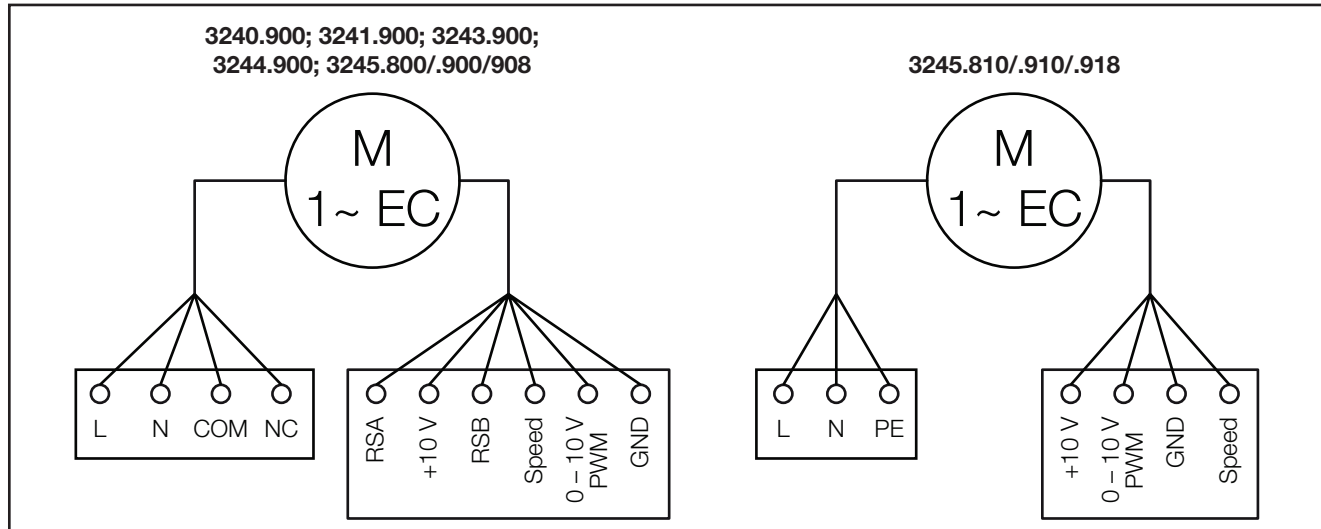 3240.900; 3241.900; 3243.900;
3244.900; 3245.800/.900/908
M
1~ EC
L N COM NC
RSA
+10 V
RSB
Speed
0 – 10 V
PWM
GND
3245.810/.910/.918
M
1~ EC
L N PE
+10 V
0 – 10 V
PWM
GND
Speed